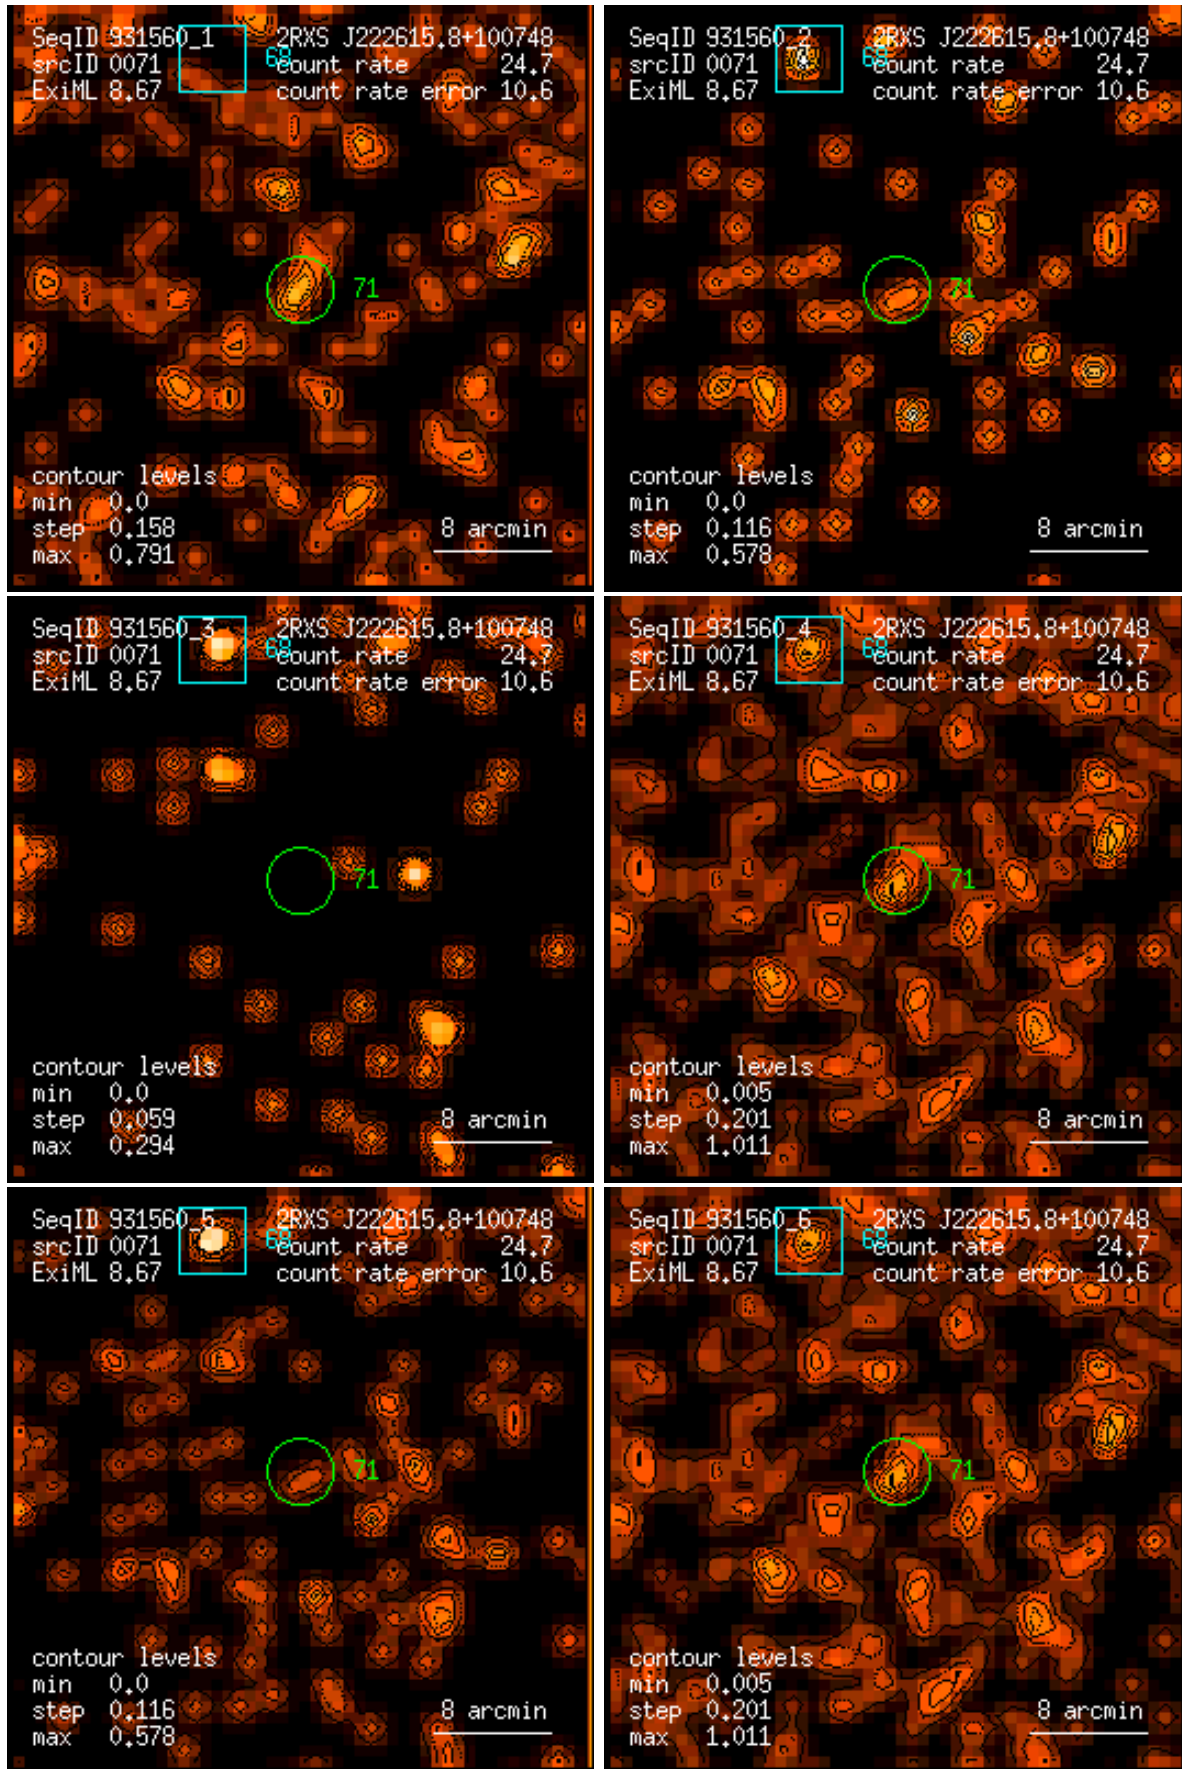 SeqID 931560_1 2RXS J222615.8+100748
srcID 0071 68 count rate 24.7
ExiML 8.67 count rate error 10.6
71
contour levels
min 0.0
step 0.158
max 0.791
8 arcmin
SeqID 931560_2 2RXS J222615.8+100748
srcID 0071 68 count rate 24.7
ExiML 8.67 count rate error 10.6
71
contour levels
min 0.0
step 0.116
max 0.578
8 arcmin
SeqID 931560_3 2RXS J222615.8+100748
srcID 0071 68 count rate 24.7
ExiML 8.67 count rate error 10.6
71
contour levels
min 0.0
step 0.059
max 0.294
8 arcmin
SeqID 931560_4 2RXS J222615.8+100748
srcID 0071 68 count rate 24.7
ExiML 8.67 count rate error 10.6
71
contour levels
min 0.005
step 0.201
max 1.011
8 arcmin
SeqID 931560_5 2RXS J222615.8+100748
srcID 0071 68 count rate 24.7
ExiML 8.67 count rate error 10.6
71
contour levels
min 0.0
step 0.116
max 0.578
8 arcmin
SeqID 931560_6 2RXS J222615.8+100748
srcID 0071 68 count rate 24.7
ExiML 8.67 count rate error 10.6
71
contour levels
min 0.005
step 0.201
max 1.011
8 arcmin